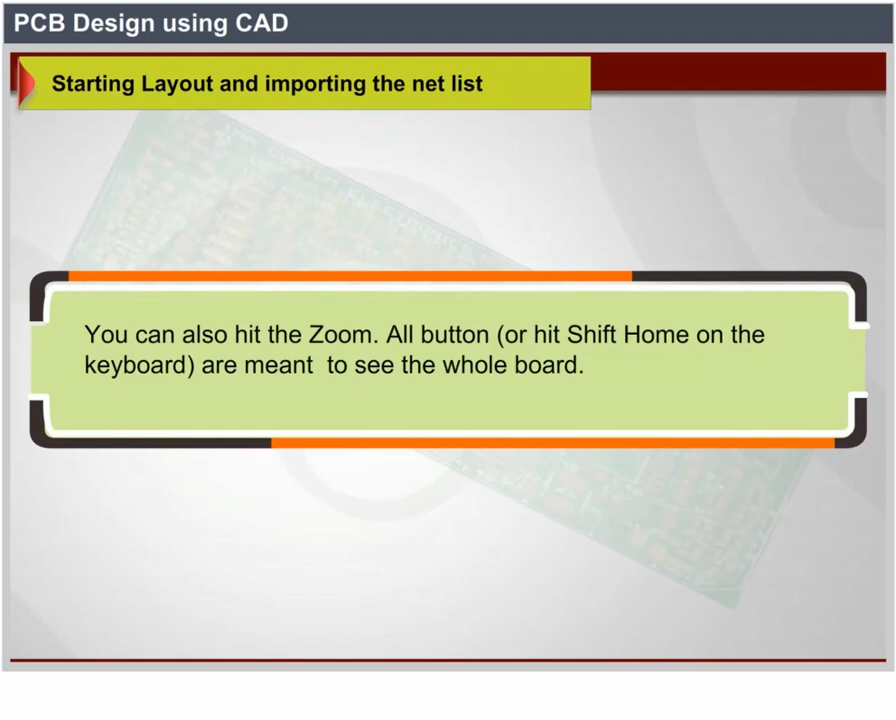 PCB Design using CAD
Starting Layout and importing the net list
You can also hit the Zoom. All button (or hit Shift Home on the
keyboard) are meant  to see the whole board.